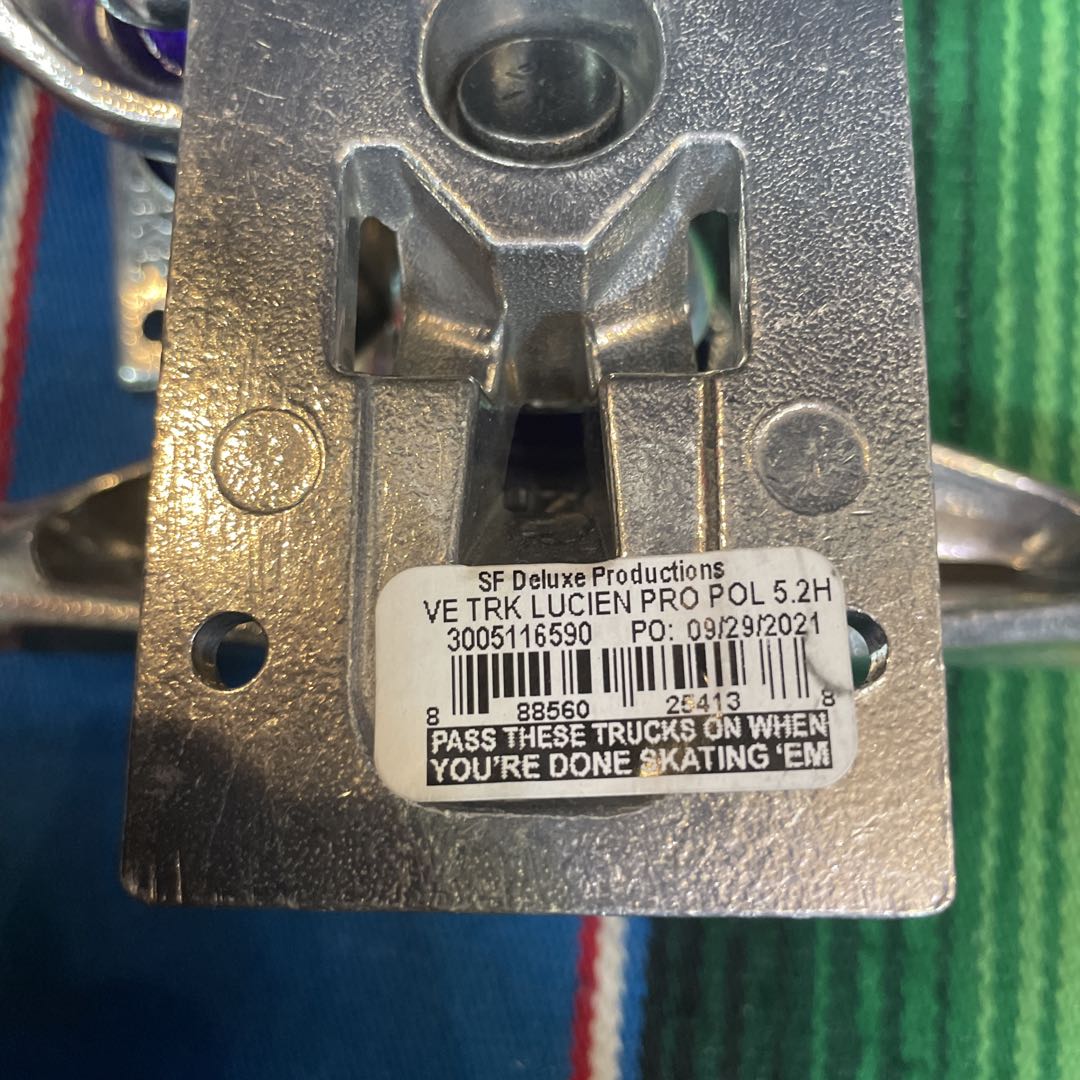 SF Deluxe Productions
VE TRK LUCIEN PRO POL 5.2H
3005116590 PO: 09/29/2021
8 88560 25413 8
PASS THESE TRUCKS ON WHEN
YOU'RE DONE SKATING 'EM